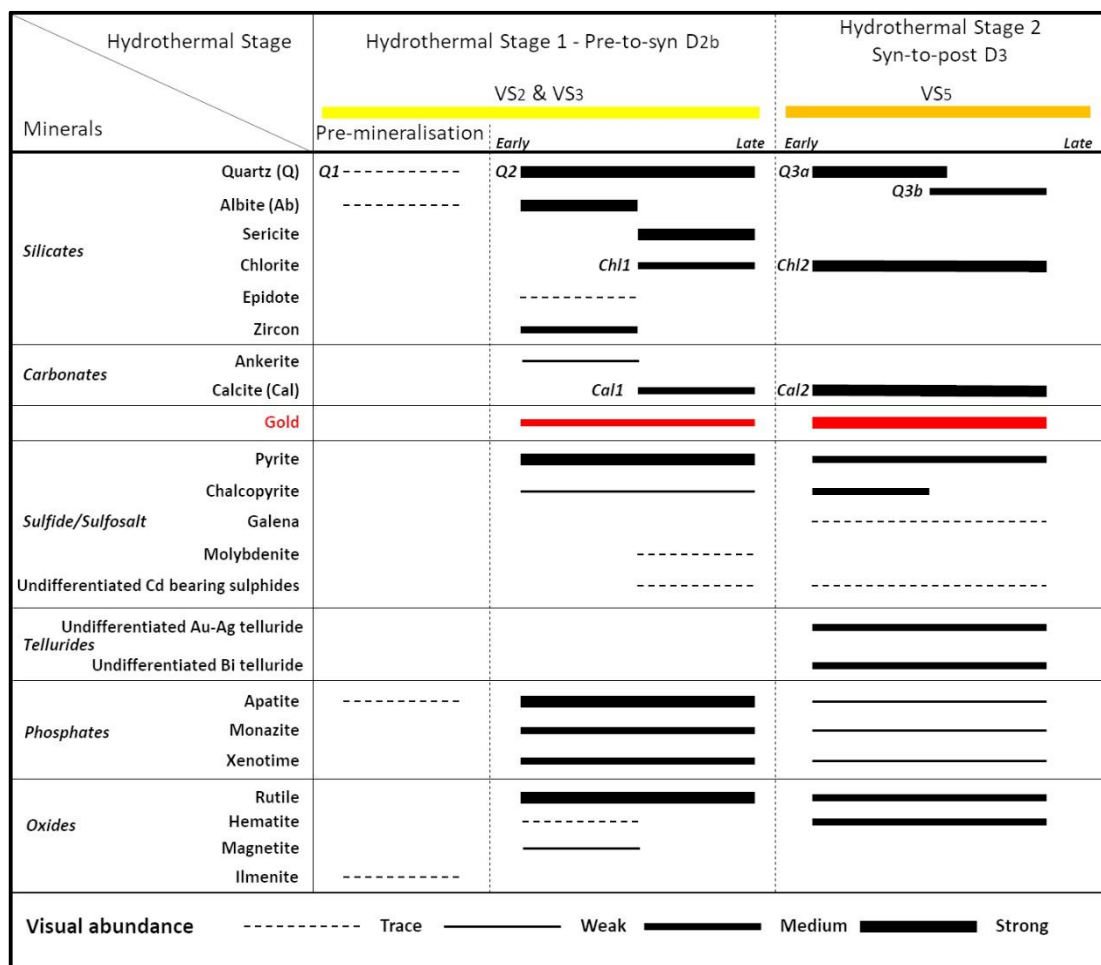 Hydrothermal Stage
Hydrothermal Stage 1 - Pre-to-syn D2b
Hydrothermal Stage 2
Syn-to-post D3
VS2 & VS3
VS5
Minerals
Pre-mineralisation
Early
Late
Early
Late
Silicates
Quartz (Q)
Q1
Q2
Q3a
Q3b
Albite (Ab)
Sericite
Chlorite
Chl1
Chl2
Epidote
Zircon
Carbonates
Ankerite
Calcite (Cal)
Cal1
Cal2
Gold
Sulfide/Sulfosalt
Pyrite
Chalcopyrite
Galena
Molybdenite
Undifferentiated Cd bearing sulphides
Tellurides
Undifferentiated Au-Ag telluride
Undifferentiated Bi telluride
Phosphates
Apatite
Monazite
Xenotime
Oxides
Rutile
Hematite
Magnetite
Ilmenite
Visual abundance
Trace
Weak
Medium
Strong